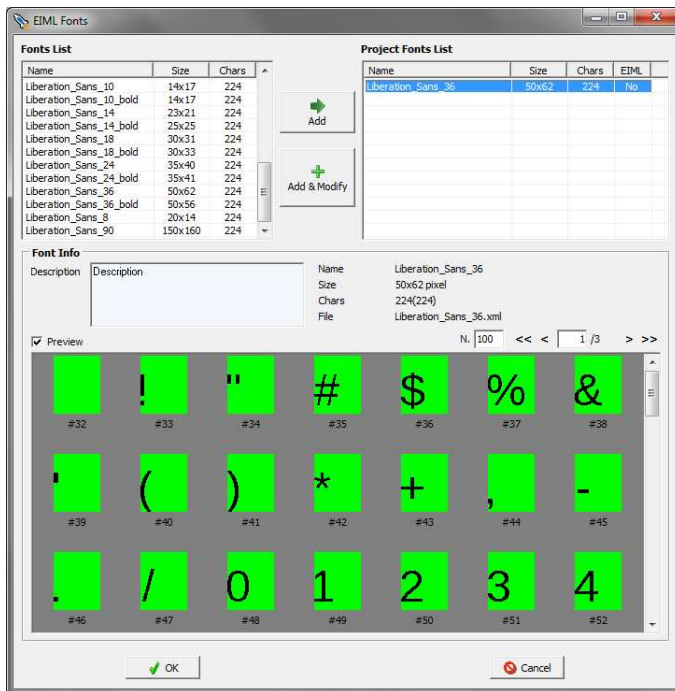 EIML Fonts
Fonts List
Name Size Chars
Liberation_Sans_10 14x17 224
Liberation_Sans_10_bold 14x17 224
Liberation_Sans_14 23x21 224
Liberation_Sans_14_bold 25x25 224
Liberation_Sans_18 30x31 224
Liberation_Sans_18_bold 30x33 224
Liberation_Sans_24 35x40 224
Liberation_Sans_24_bold 35x41 224
Liberation_Sans_36 50x62 224
Liberation_Sans_36_bold 50x56 224
Liberation_Sans_8 20x14 224
Liberation_Sans_90 150x160 224
Add
Add & Modify
Project Fonts List
Name Size Chars EIML
Liberation_Sans_36 50x62 224 No
Font Info
Description Description
Name Liberation_Sans_36
Size 50x62 pixel
Chars 224(224)
File Liberation_Sans_36.xml
Preview N. 100 << < 1 /3 > >>
! " # $ % &
#32 #33 #34 #35 #36 #37 #38
' ( ) * + , -
#39 #40 #41 #42 #43 #44 #45
. / 0 1 2 3 4
#46 #47 #48 #49 #50 #51 #52
OK Cancel